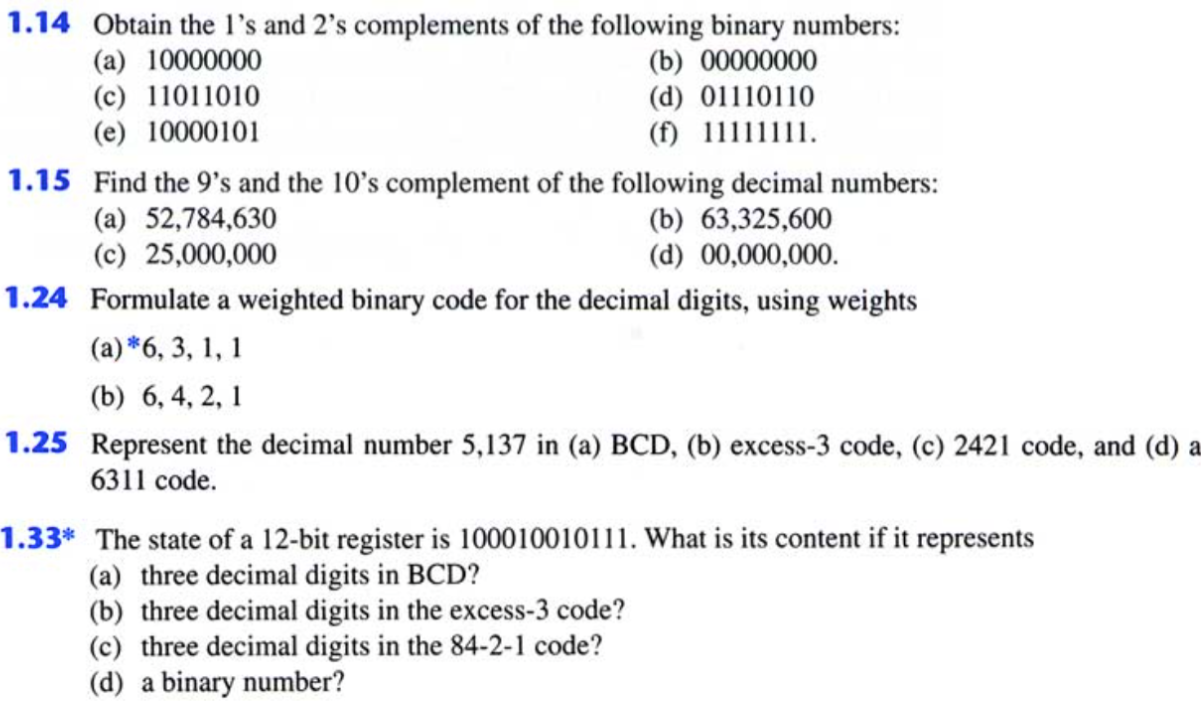 1.14 Obtain the 1's and 2's complements of the following binary numbers:
(a) 10000000 (b) 00000000
(c) 11011010 (d) 01110110
(e) 10000101 (f) 11111111.
1.15 Find the 9's and the 10's complement of the following decimal numbers:
(a) 52,784,630 (b) 63,325,600
(c) 25,000,000 (d) 00,000,000.
1.24 Formulate a weighted binary code for the decimal digits, using weights
(a)*6, 3, 1, 1
(b) 6, 4, 2, 1
1.25 Represent the decimal number 5,137 in (a) BCD, (b) excess-3 code, (c) 2421 code, and (d) a
6311 code.
1.33* The state of a 12-bit register is 100010010111. What is its content if it represents
(a) three decimal digits in BCD?
(b) three decimal digits in the excess-3 code?
(c) three decimal digits in the 84-2-1 code?
(d) a binary number?